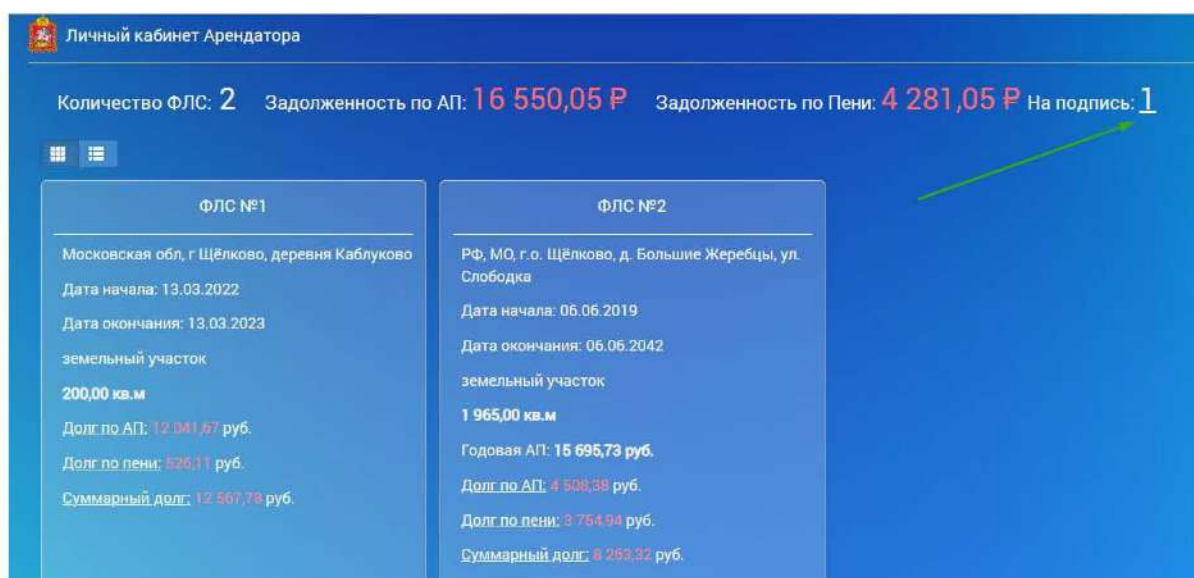 Личный кабинет Арендатора
Количество ФЛС: 2 Задолженность по АП: 16 550,05 ₽ Задолженность по Пени: 4 281,05 ₽ На подпись: 1
ФЛС №1
Московская обл, г Щёлково, деревня Каблуково
Дата начала: 13.03.2022
Дата окончания: 13.03.2023
земельный участок
200,00 кв.м
Долг по АП: 12 041,67 руб.
Долг по пени: 526,11 руб.
Суммарный долг: 12 567,78 руб.
ФЛС №2
РФ, МО, г.о. Щёлково, д. Большие Жеребцы, ул.
Слободка
Дата начала: 06.06.2019
Дата окончания: 06.06.2042
земельный участок
1 965,00 кв.м
Годовая АП: 15 695,73 руб.
Долг по АП: 4 508,38 руб.
Долг по пени: 3 754,94 руб.
Суммарный долг: 8 263,32 руб.